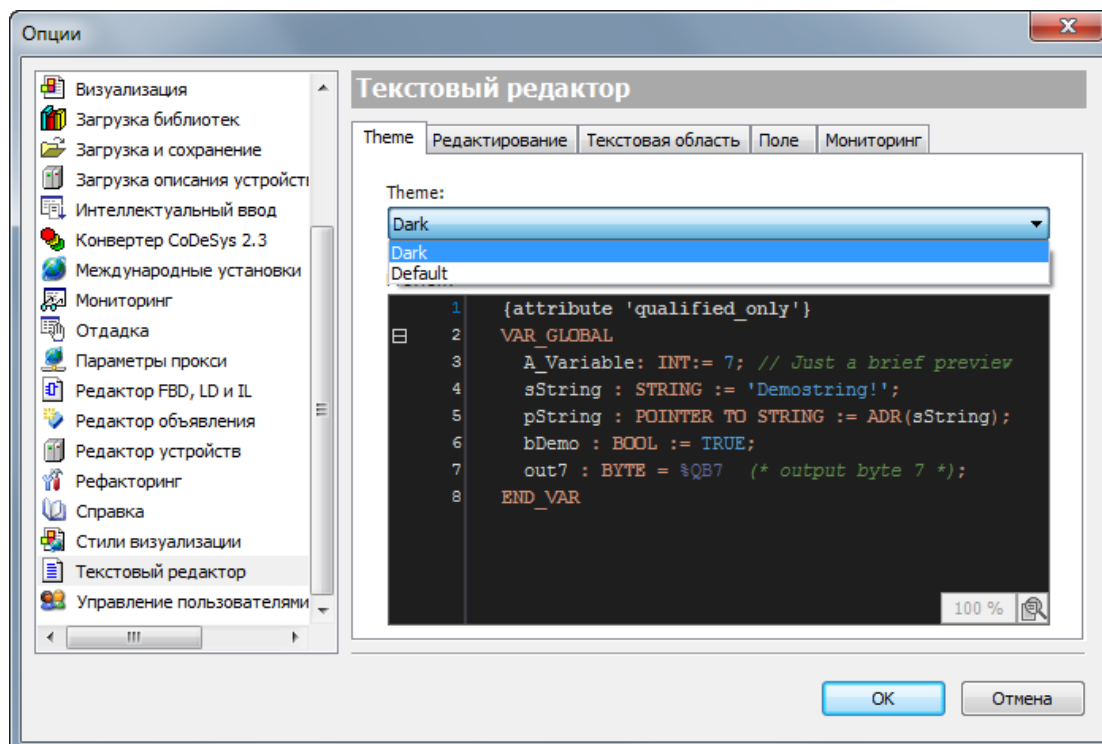 Опции
Визуализация
Загрузка библиотек
Загрузка и сохранение
Загрузка описания устройств
Интеллектуальный ввод
Конвертер CoDeSys 2.3
Международные установки
Мониторинг
Отдадка
Параметры прокси
Редактор FBD, LD и IL
Редактор объявления
Редактор устройств
Рефакторинг
Справка
Стили визуализации
Текстовый редактор
Управление пользователями
Текстовый редактор
Theme Редактирование Текстовая область Поле Мониторинг
Theme:
Dark
Dark
Default
1 {attribute 'qualified_only'}
2 VAR_GLOBAL
3 A_Variable: INT:= 7; // Just a brief preview
4 sString : STRING := 'Demostring!';
5 pString : POINTER TO STRING := ADR(sString);
6 bDemo : BOOL := TRUE;
7 out7 : BYTE = %QB7 (* output byte 7 *);
8 END_VAR
100 %
OK Отмена